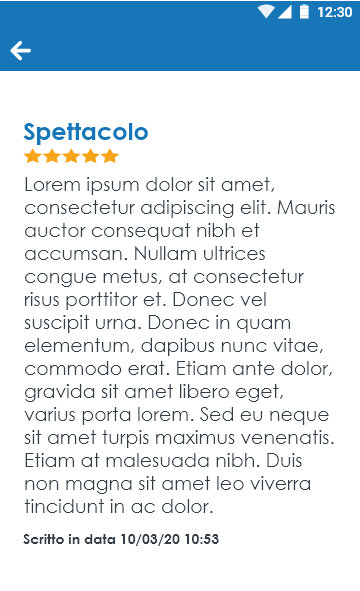 12:30
Spettacolo
Lorem ipsum dolor sit amet,
consectetur adipiscing elit. Mauris
auctor consequat nibh et
accumsan. Nullam ultrices
congue metus, at consectetur
risus porttitor et. Donec vel
suscipit urna. Donec in quam
elementum, dapibus nunc vitae,
commodo erat. Etiam ante dolor,
gravida sit amet libero eget,
varius porta lorem. Sed eu neque
sit amet turpis maximus venenatis.
Etiam at malesuada nibh. Duis
non magna sit amet leo viverra
tincidunt in ac dolor.
Scritto in data 10/03/20 10:53